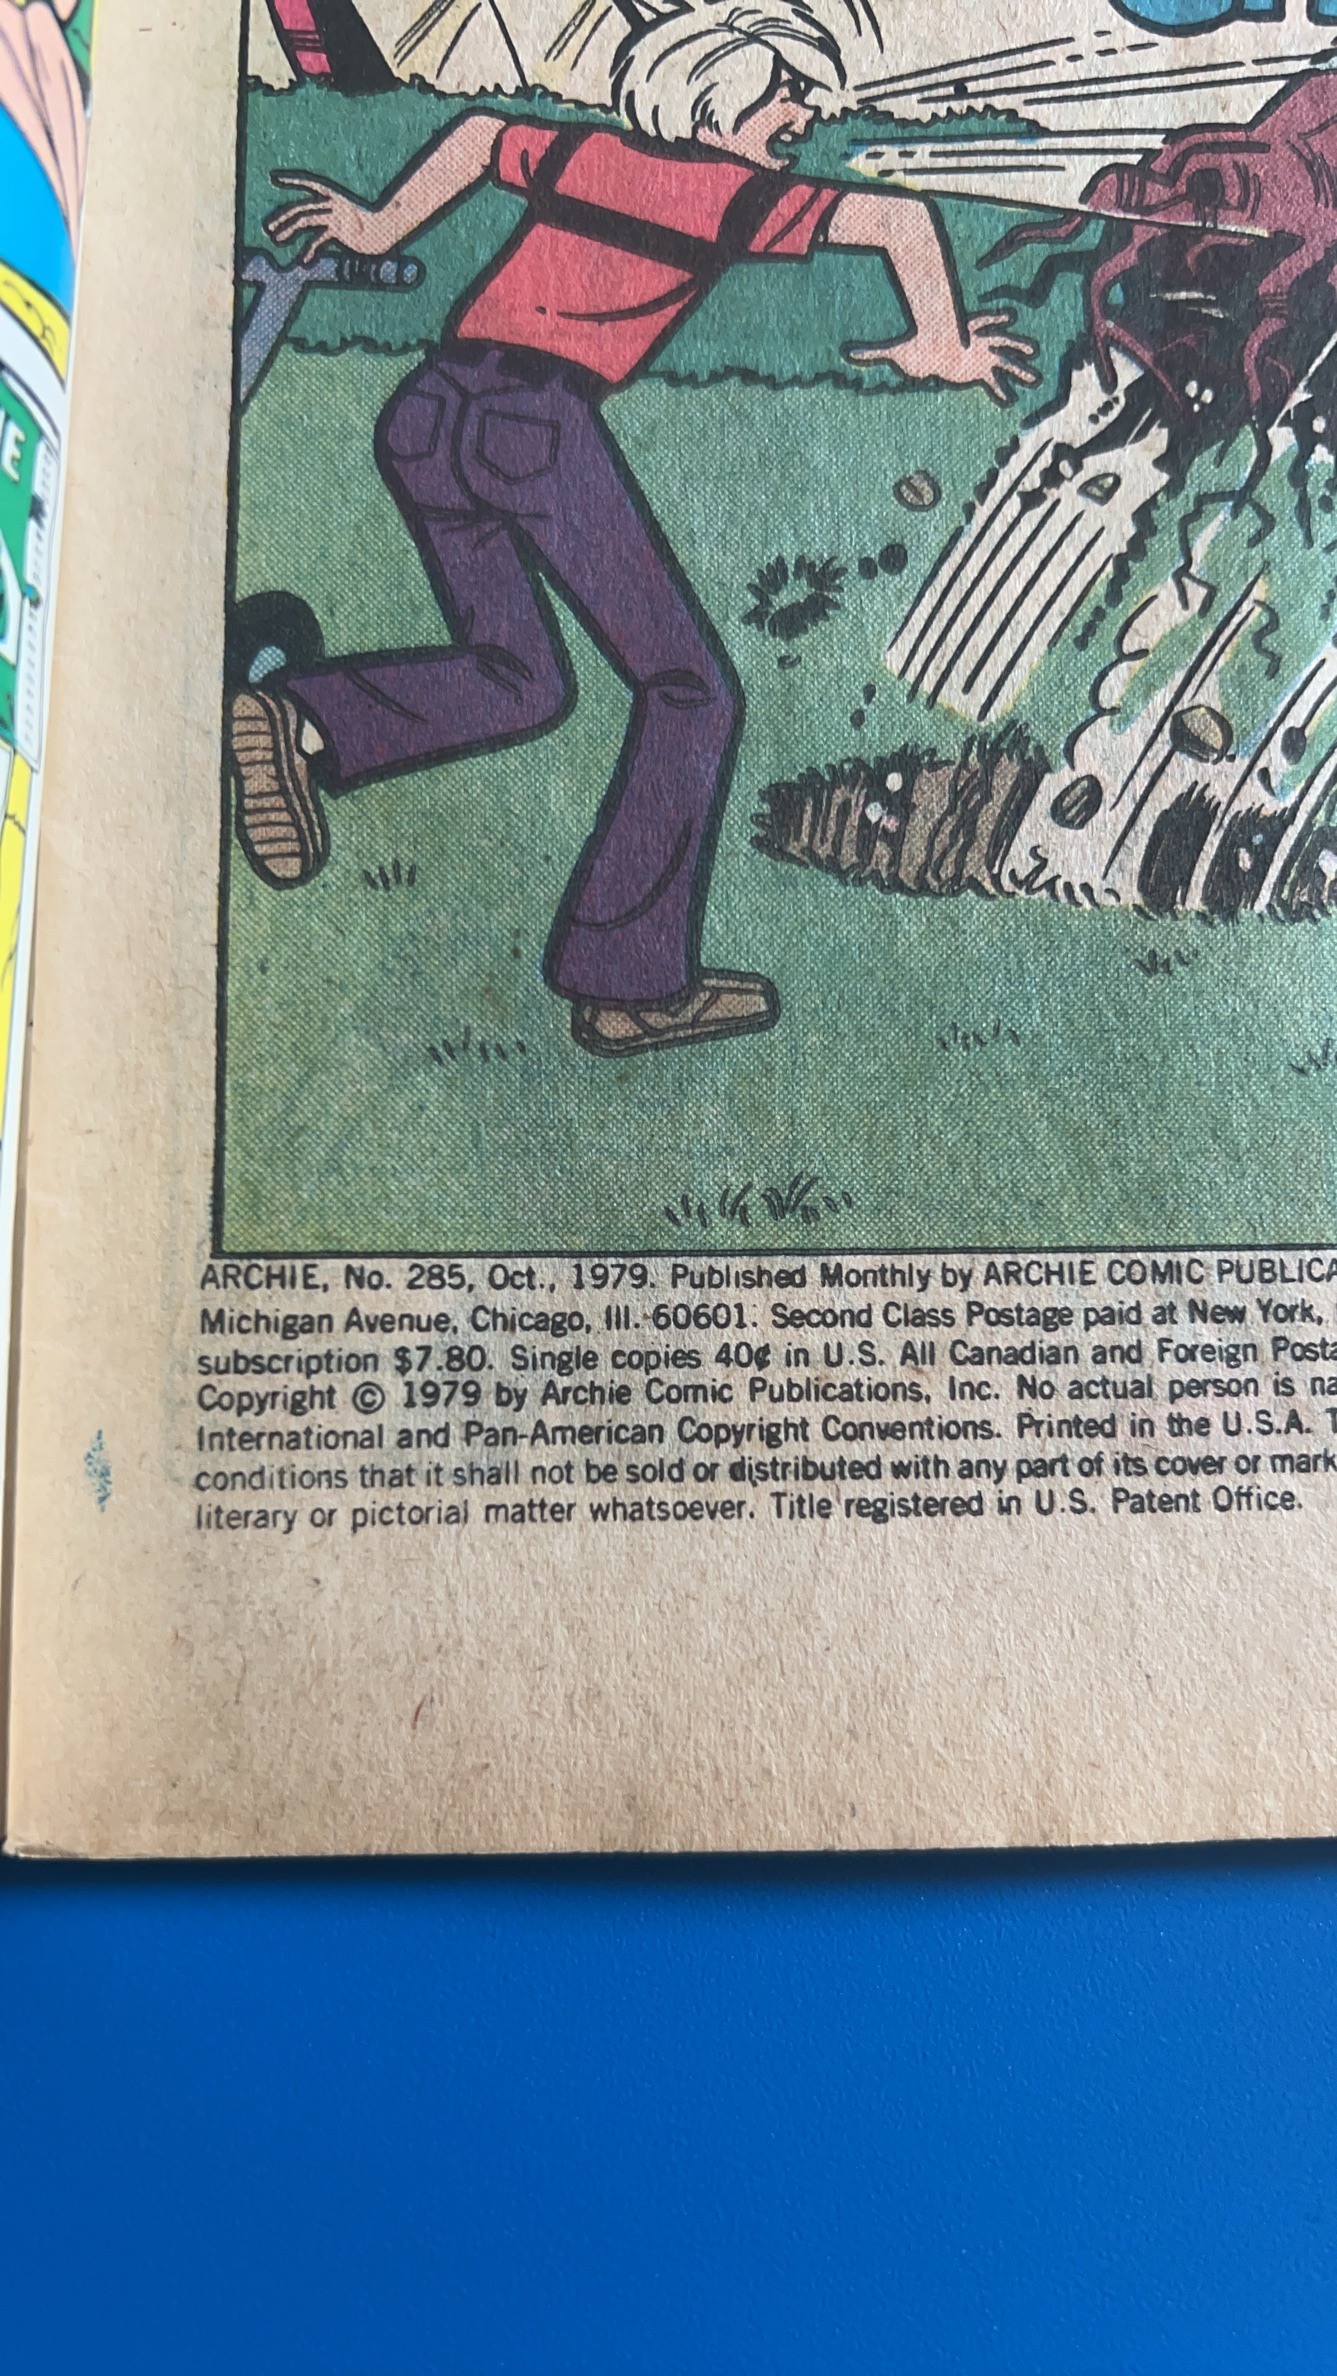 ARCHIE, No. 285, Oct., 1979. Published Monthly by ARCHIE COMIC PUBLICA
Michigan Avenue, Chicago, Ill. 60601. Second Class Postage paid at New York,
subscription $7.80. Single copies 40¢ in U.S. All Canadian and Foreign Posta
Copyright © 1979 by Archie Comic Publications, Inc. No actual person is na
International and Pan-American Copyright Conventions. Printed in the U.S.A. T
conditions that it shall not be sold or distributed with any part of its cover or mark
literary or pictorial matter whatsoever. Title registered in U.S. Patent Office.